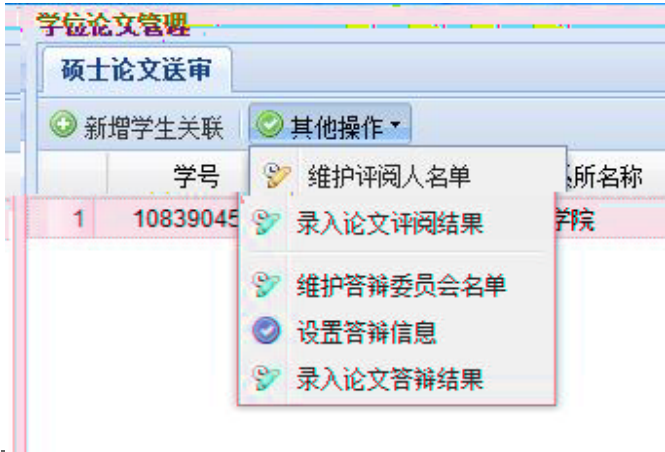 学位论文管理
硕士论文送审
新增学生关联 其他操作
学号 所名称
1 10839045 学院
维护评阅人名单
录入论文评阅结果
维护答辩委员会名单
设置答辩信息
录入论文答辩结果